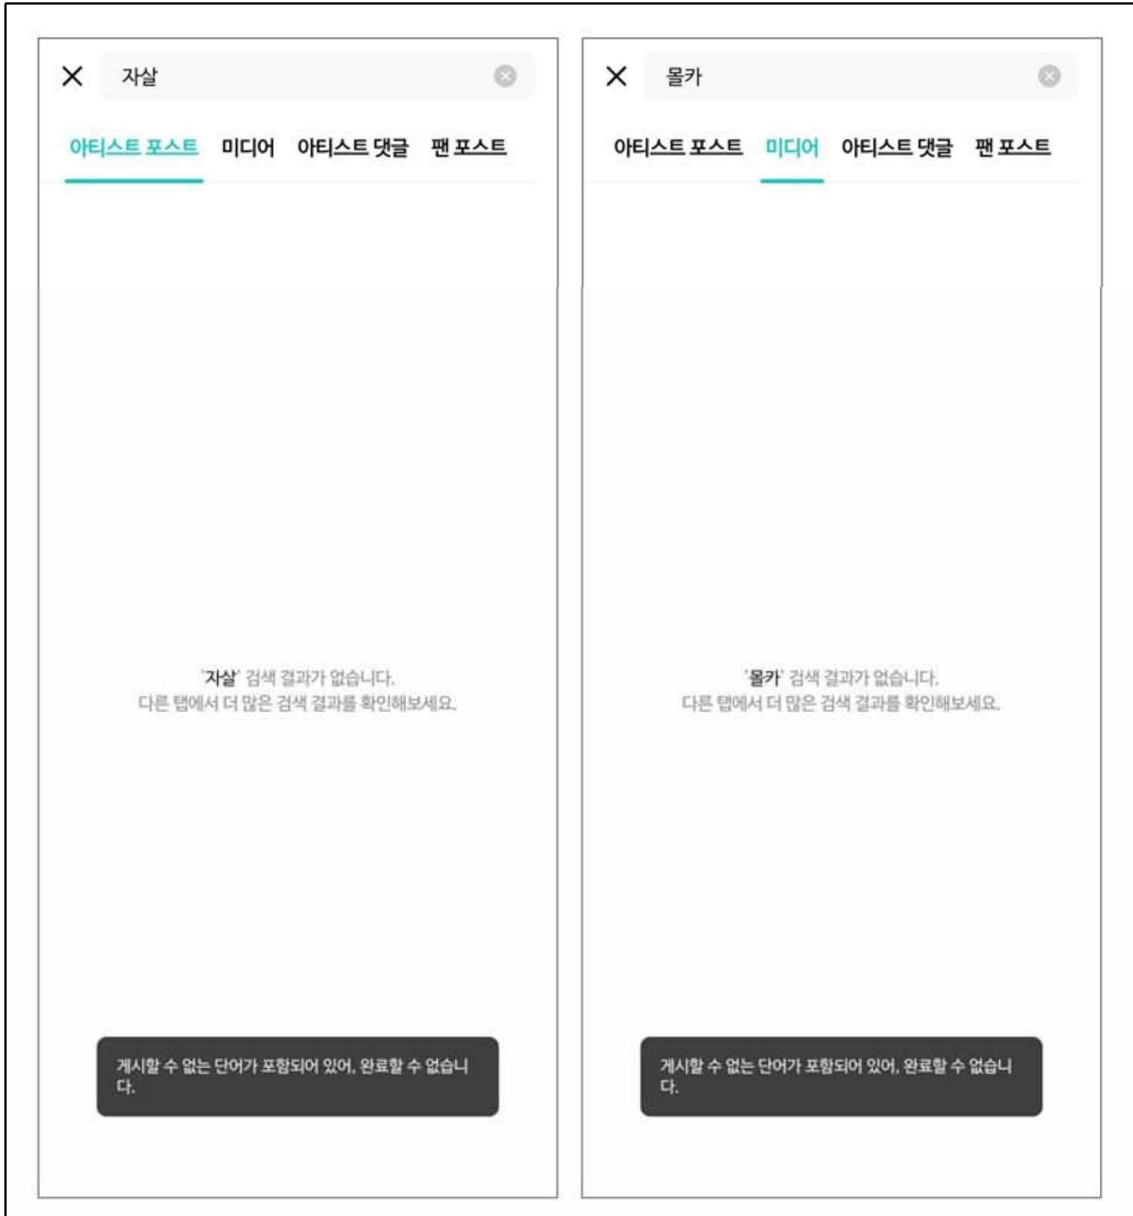 자살
아티스트 포스트 미디어 아티스트 댓글 팬 포스트
'자살' 검색 결과가 없습니다.
다른 탭에서 더 많은 검색 결과를 확인해보세요.
게시할 수 없는 단어가 포함되어 있어, 완료할 수 없습니
다.
몰카
아티스트 포스트 미디어 아티스트 댓글 팬 포스트
'몰카' 검색 결과가 없습니다.
다른 탭에서 더 많은 검색 결과를 확인해보세요.
게시할 수 없는 단어가 포함되어 있어, 완료할 수 없습니
다.